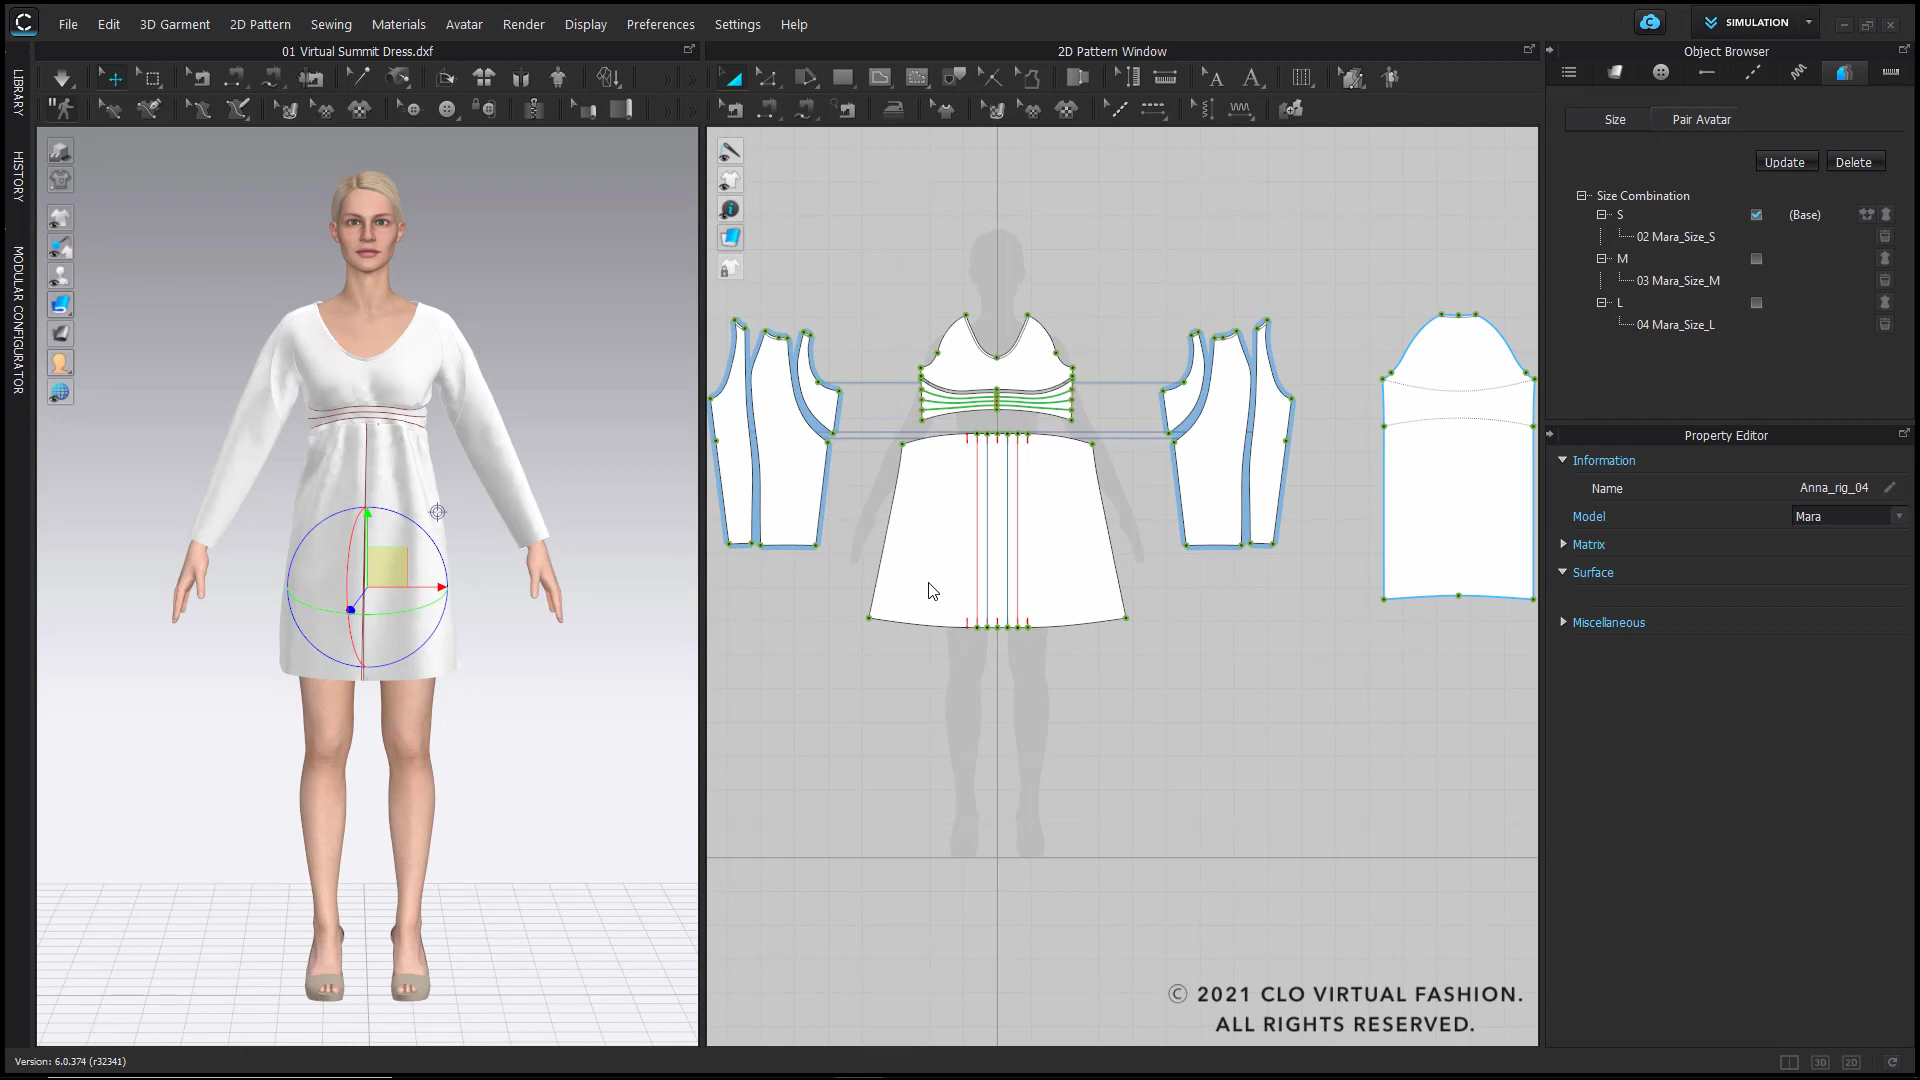 File Edit 3D Garment 2D Pattern Sewing Materials Avatar Render Display Preferences Settings Help
SIMULATION
01 Virtual Summit Dress.dxf
2D Pattern Window
Object Browser
LIBRARY
HISTORY
MODULAR CONFIGURATOR
Size Pair Avatar
Update Delete
Size Combination
S (Base)
02 Mara_Size_S
M
03 Mara_Size_M
L
04 Mara_Size_L
Property Editor
Information
Name Anna_rig_04
Model Mara
Matrix
Surface
Miscellaneous
© 2021 CLO VIRTUAL FASHION.
ALL RIGHTS RESERVED.
Version: 6.0.374 (r32341)
3D 2D